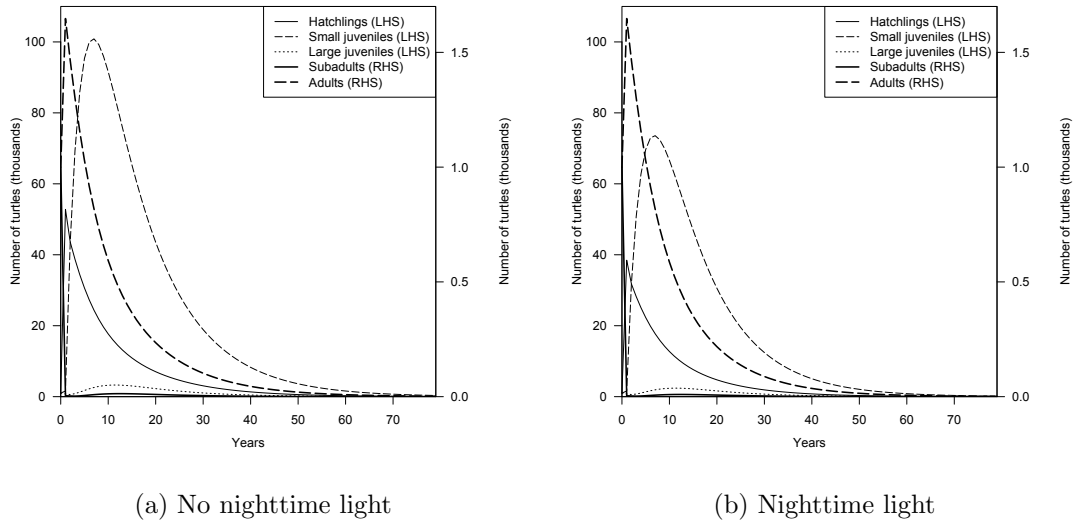 Hatchlings (LHS)
Small juveniles (LHS)
Large juveniles (LHS)
Subadults (RHS)
Adults (RHS)
Number of turtles (thousands)
100
80
60
40
20
0
1.5
1.0
0.5
0.0
Number of turtles (thousands)
0 10 20 30 40 50 60 70
Years
(a) No nighttime light
Hatchlings (LHS)
Small juveniles (LHS)
Large juveniles (LHS)
Subadults (RHS)
Adults (RHS)
Number of turtles (thousands)
100
80
60
40
20
0
1.5
1.0
0.5
0.0
Number of turtles (thousands)
0 10 20 30 40 50 60 70
Years
(b) Nighttime light